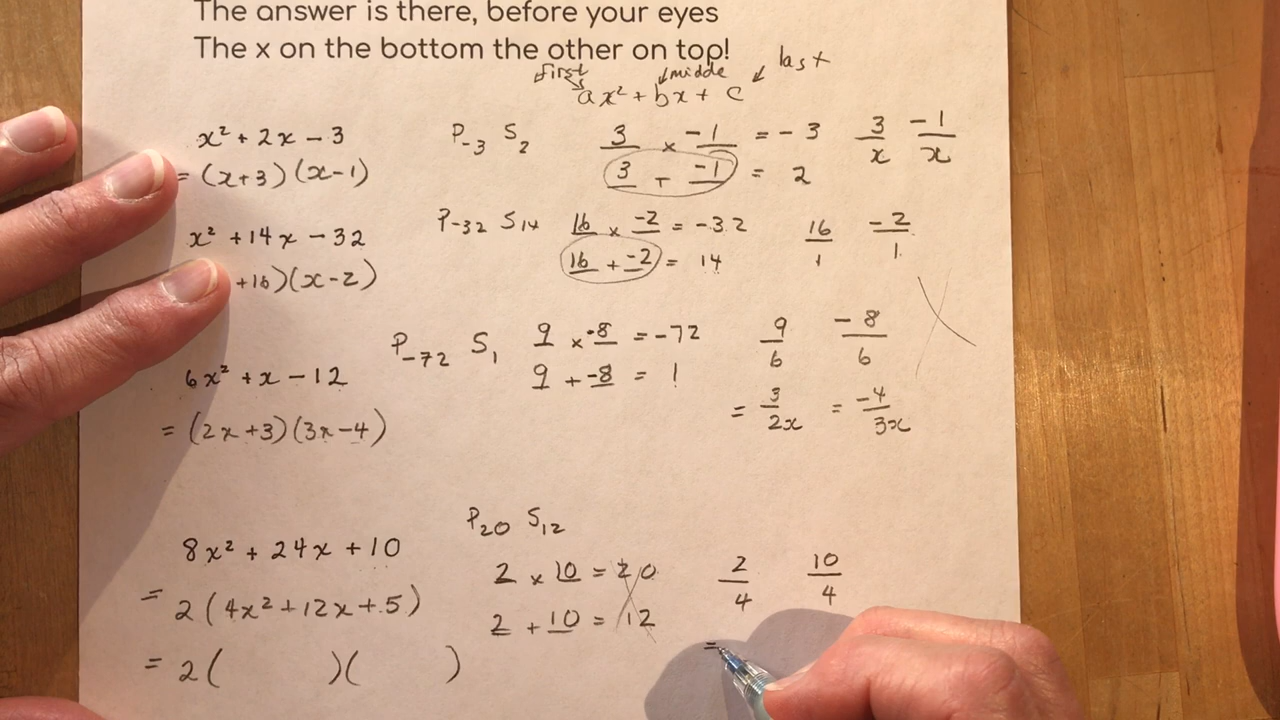 The answer is there, before your eyes
The x on the bottom the other on top!
first middle last
ax² + bx + c
x² + 2x - 3 P₋₃ S₂ 3 × -1 = -3 3/x -1/x
= (x+3)(x-1) 3 + -1 = 2
x² + 14x - 32 P₋₃₂ S₁₄ 16 × -2 = -32 16/1 -2/1
+16)(x-2) 16 + -2 = 14
6x² + x - 12 P₋₇₂ S₁ 9 × -8 = -72 9/6 -8/6
= (2x+3)(3x-4) 9 + -8 = 1 = 3/2x = -4/3x
8x² + 24x + 10 P₂₀ S₁₂
= 2(4x² + 12x + 5) 2 × 10 = 20 2/4 10/4
= 2( )( ) 2 + 10 = 12 =